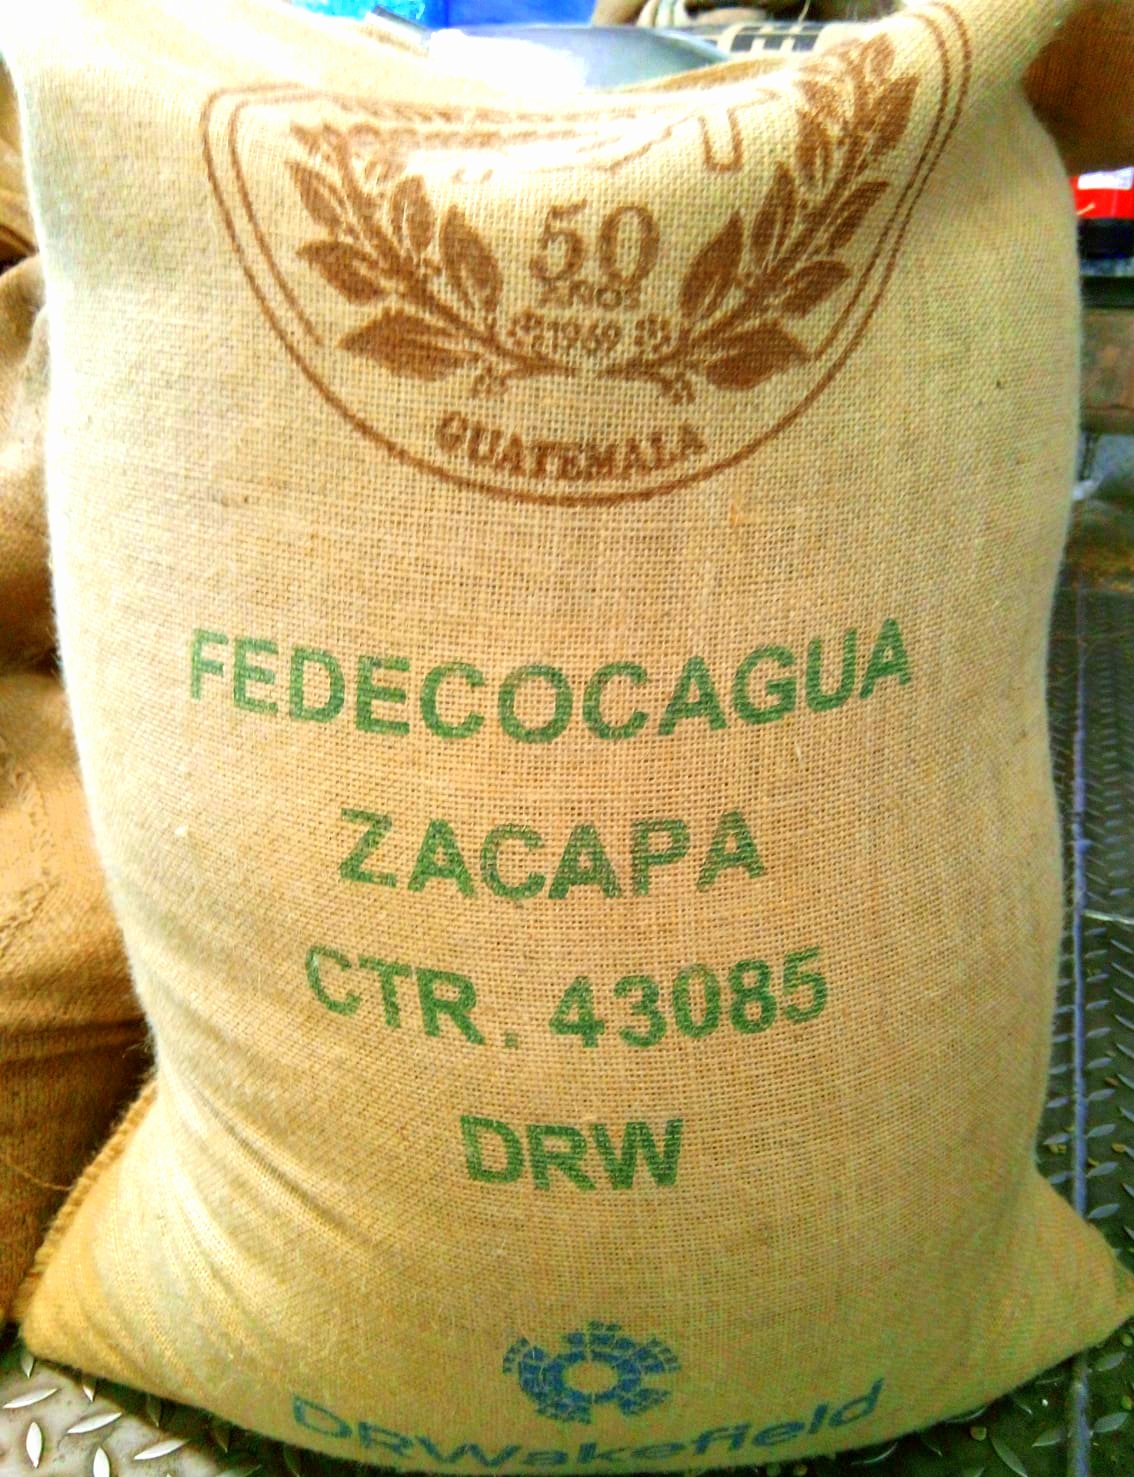 50
AÑOS
1969
GUATEMALA
FEDECOCAGUA
ZACAPA
CTR. 43085
DRW
DRWakefield